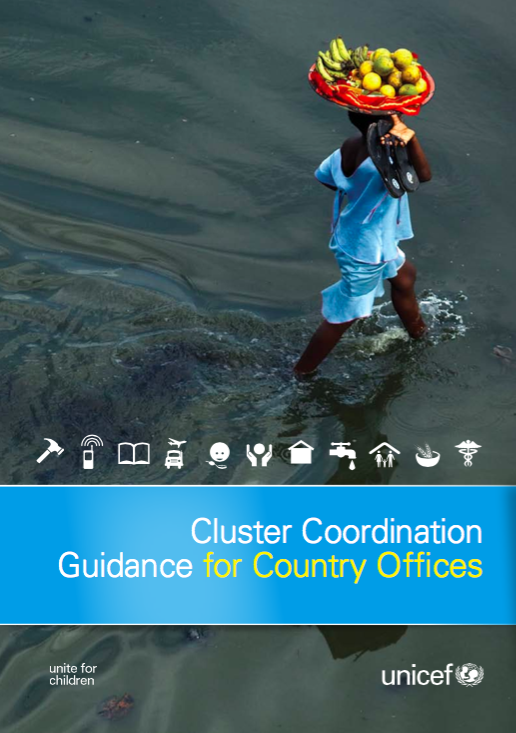 Cluster Coordination
Guidance for Country Offices
unite for
children
unicef